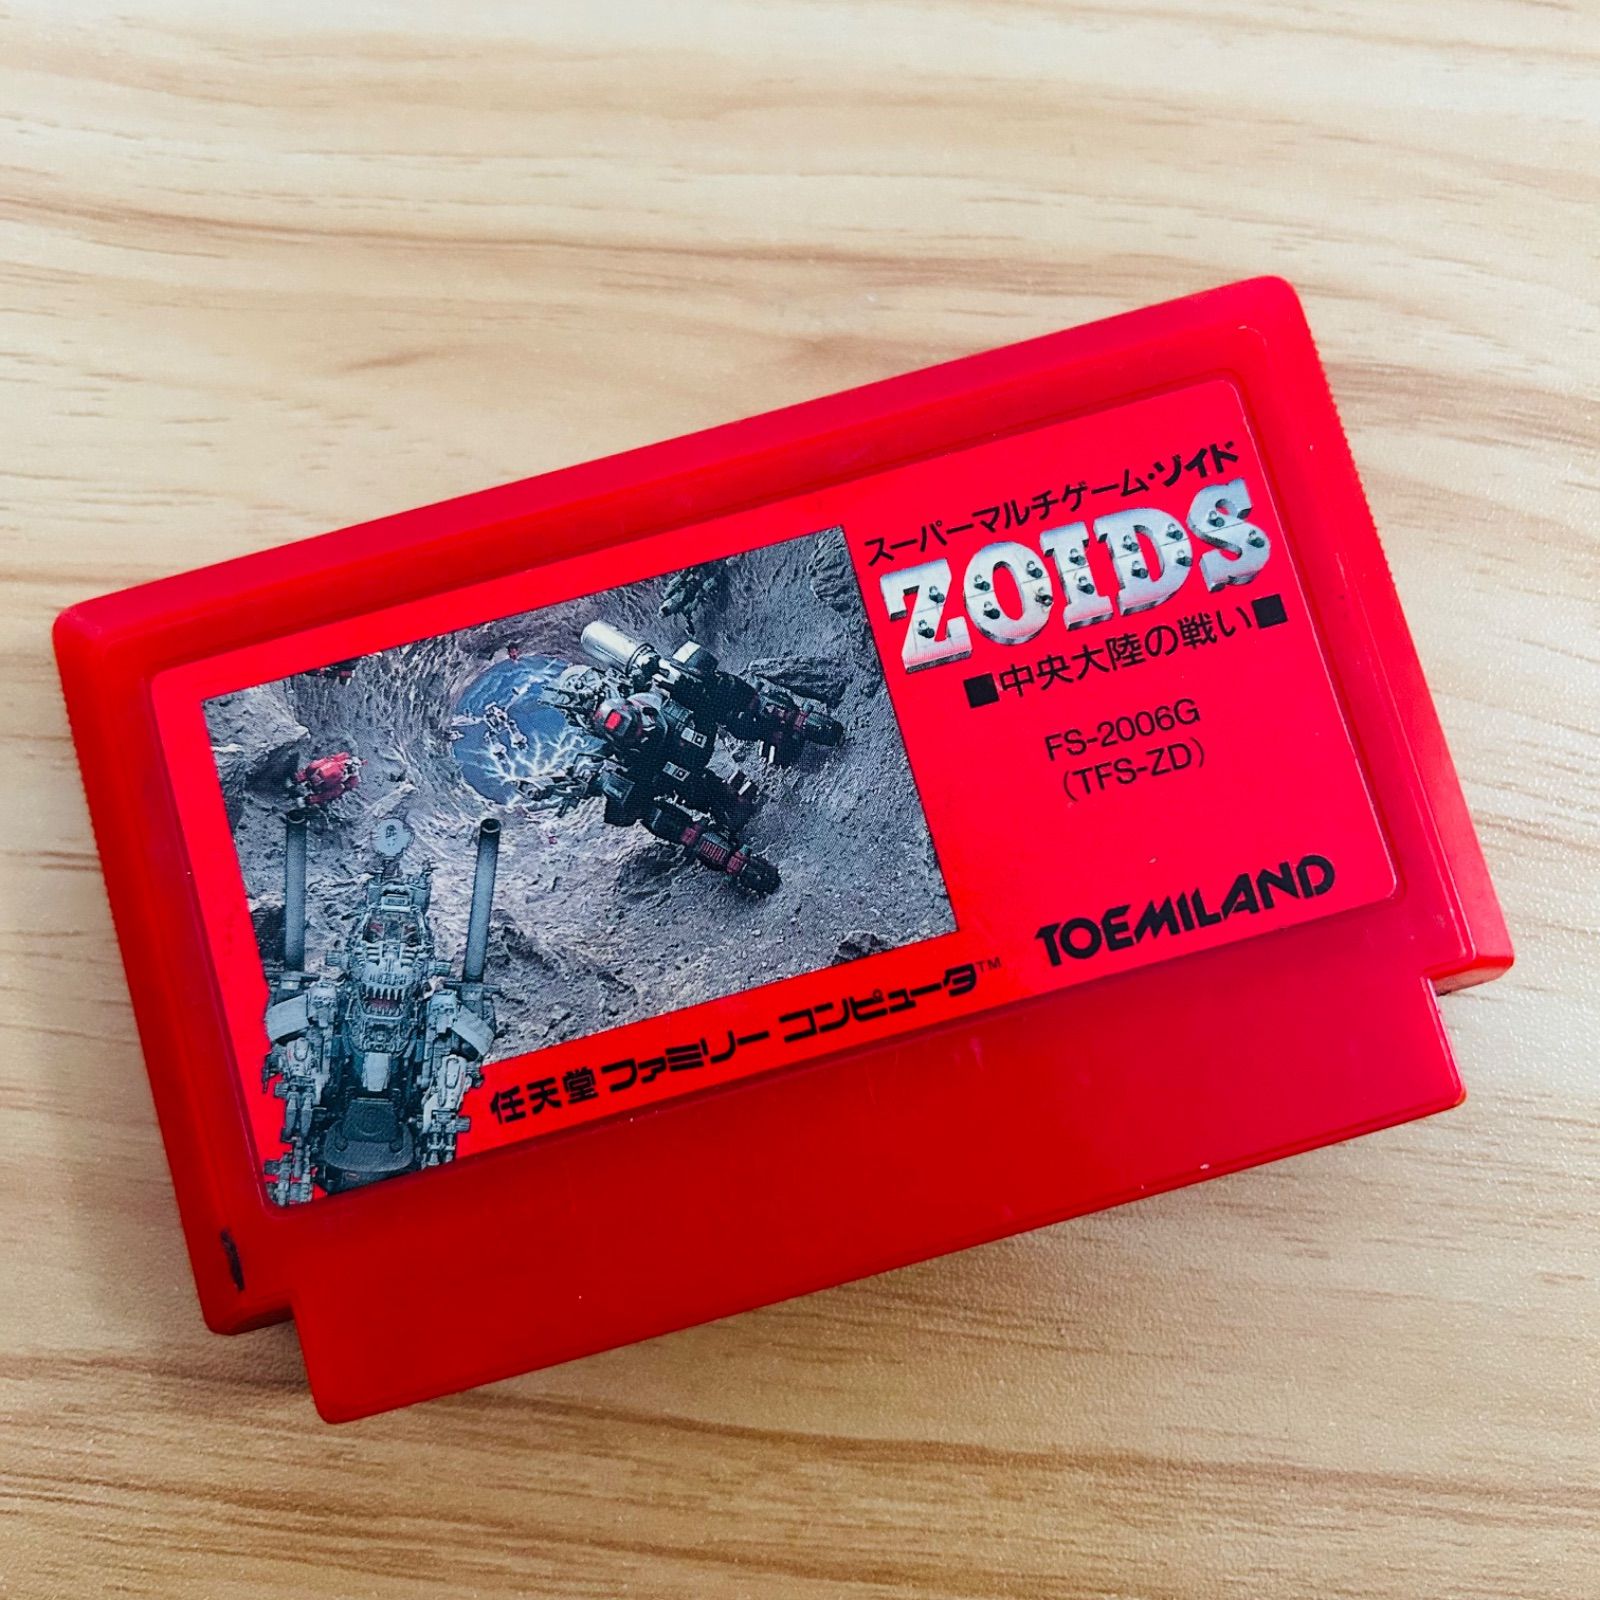 スーパーマルチゲーム・ゾイド
ZOIDS
■中央大陸の戦い■
FS-2006G
(TFS-ZD)
TOEMILAND
任天堂 ファミリー コンピュータ™